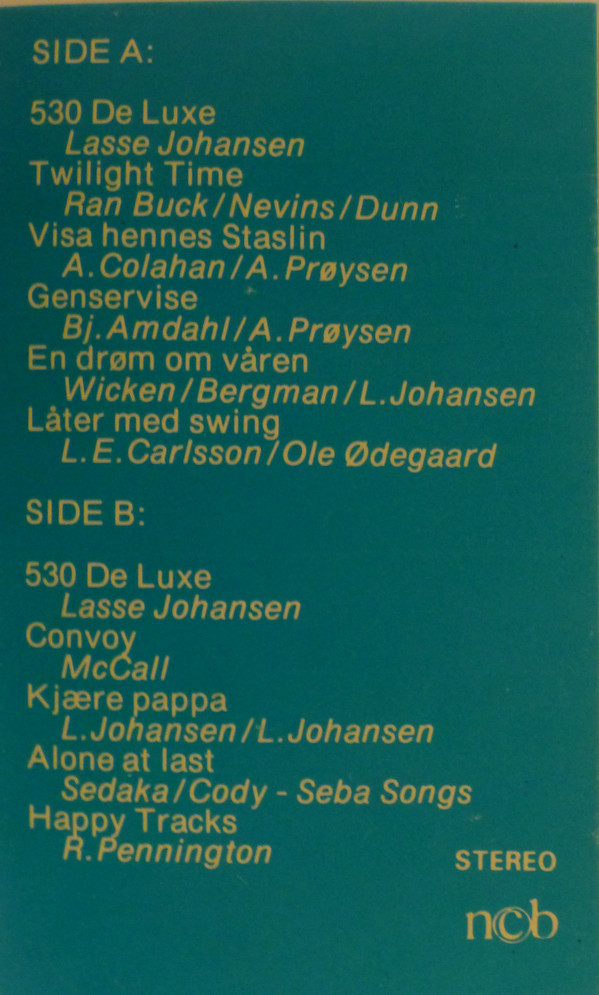 SIDE A:
530 De Luxe
Lasse Johansen
Twilight Time
Ran Buck/Nevins/Dunn
Visa hennes Staslin
A.Colahan/A.Prøysen
Genservise
Bj.Amdahl/A.Prøysen
En drøm om våren
Wicken/Bergman/L.Johansen
Låter med swing
L.E.Carlsson/Ole Ødegaard
SIDE B:
530 De Luxe
Lasse Johansen
Convoy
McCall
Kjære pappa
L.Johansen/L.Johansen
Alone at last
Sedaka/Cody - Seba Songs
Happy Tracks
R.Pennington
STEREO
ncb